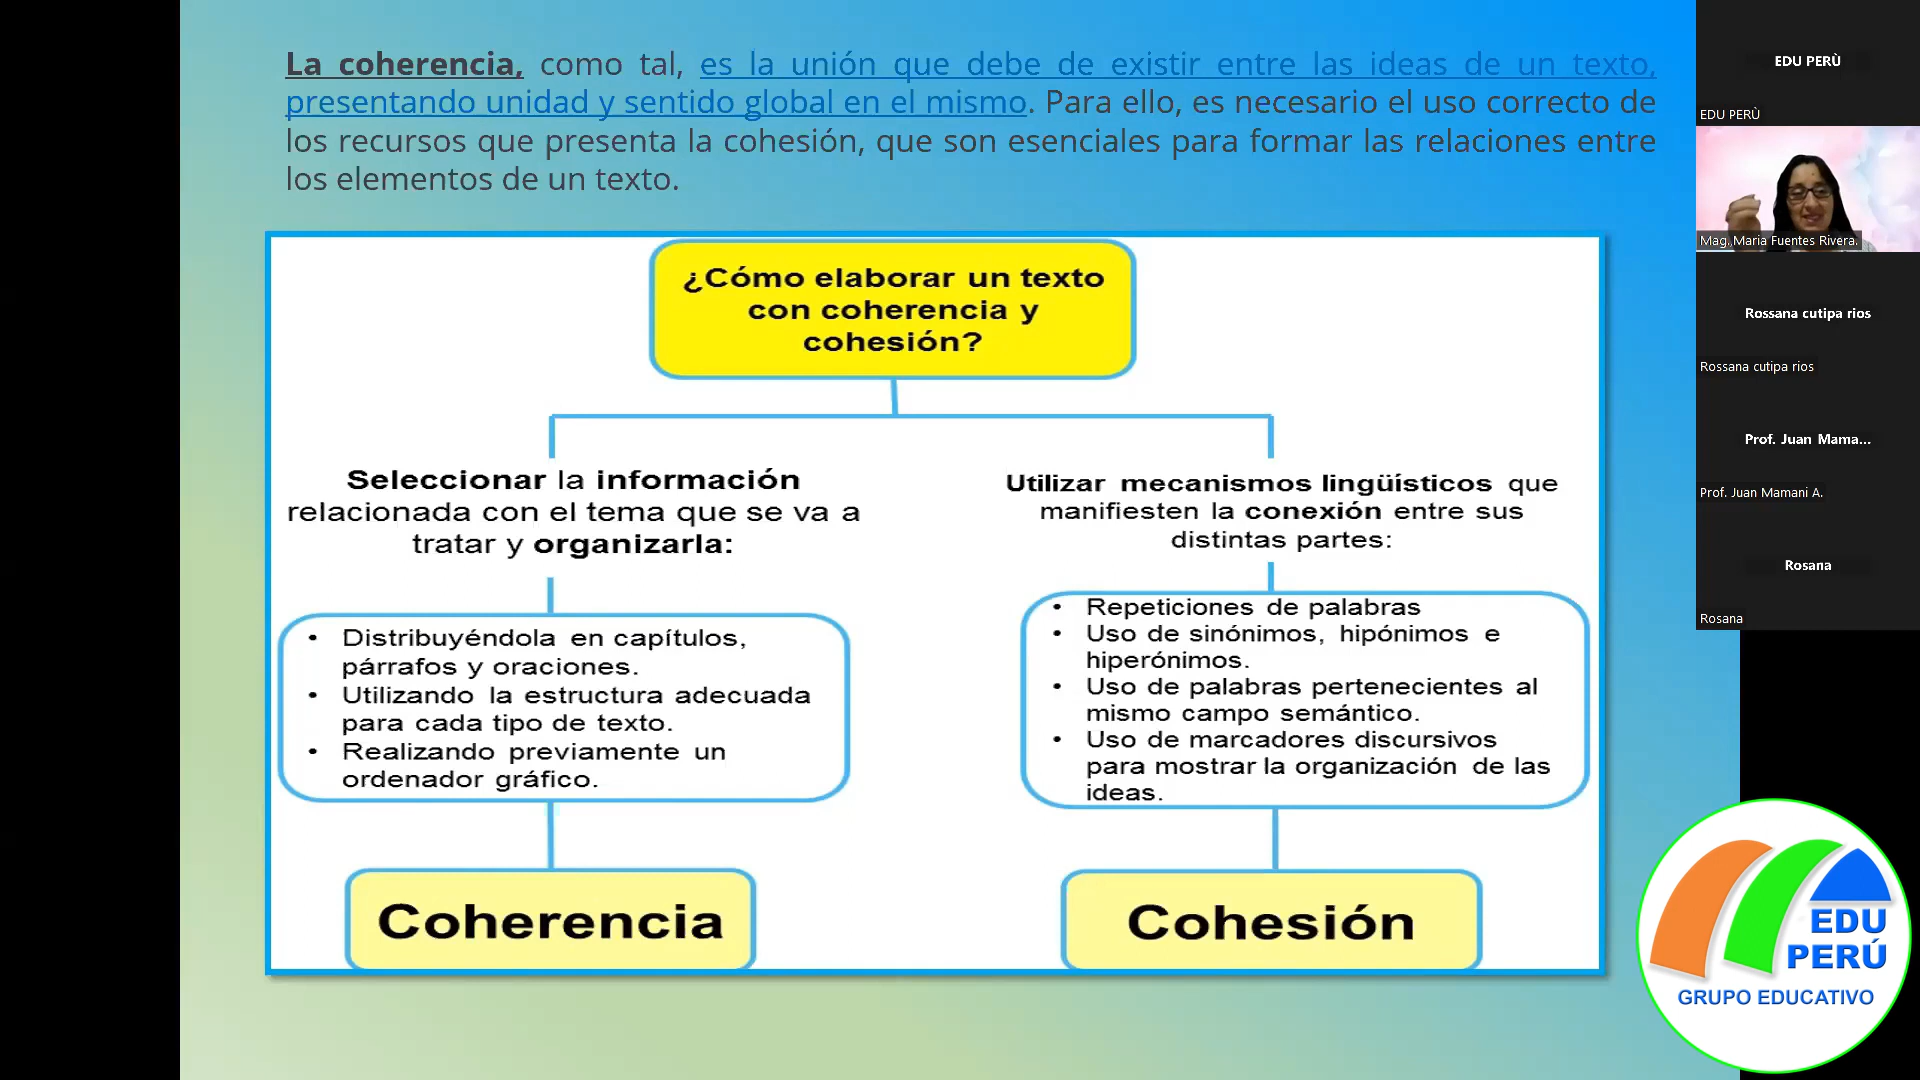 La coherencia, como tal, es la unión que debe de existir entre las ideas de un texto,
presentando unidad y sentido global en el mismo. Para ello, es necesario el uso correcto de
los recursos que presenta la cohesión, que son esenciales para formar las relaciones entre
los elementos de un texto.
¿Cómo elaborar un texto
con coherencia y
cohesión?
Seleccionar la información
relacionada con el tema que se va a
tratar y organizarla:
• Distribuyéndola en capítulos,
párrafos y oraciones.
• Utilizando la estructura adecuada
para cada tipo de texto.
• Realizando previamente un
ordenador gráfico.
Coherencia
Utilizar mecanismos lingüísticos que
manifiesten la conexión entre sus
distintas partes:
• Repeticiones de palabras
• Uso de sinónimos, hipónimos e
hiperónimos.
• Uso de palabras pertenecientes al
mismo campo semántico.
• Uso de marcadores discursivos
para mostrar la organización de las
ideas.
Cohesión
EDU PERÙ
EDU PERÙ
Mag. Maria Fuentes Rivera.
Rossana cutipa rios
Rossana cutipa rios
Prof. Juan Mama...
Prof. Juan Mamani A.
Rosana
Rosana
EDU
PERÚ
GRUPO EDUCATIVO